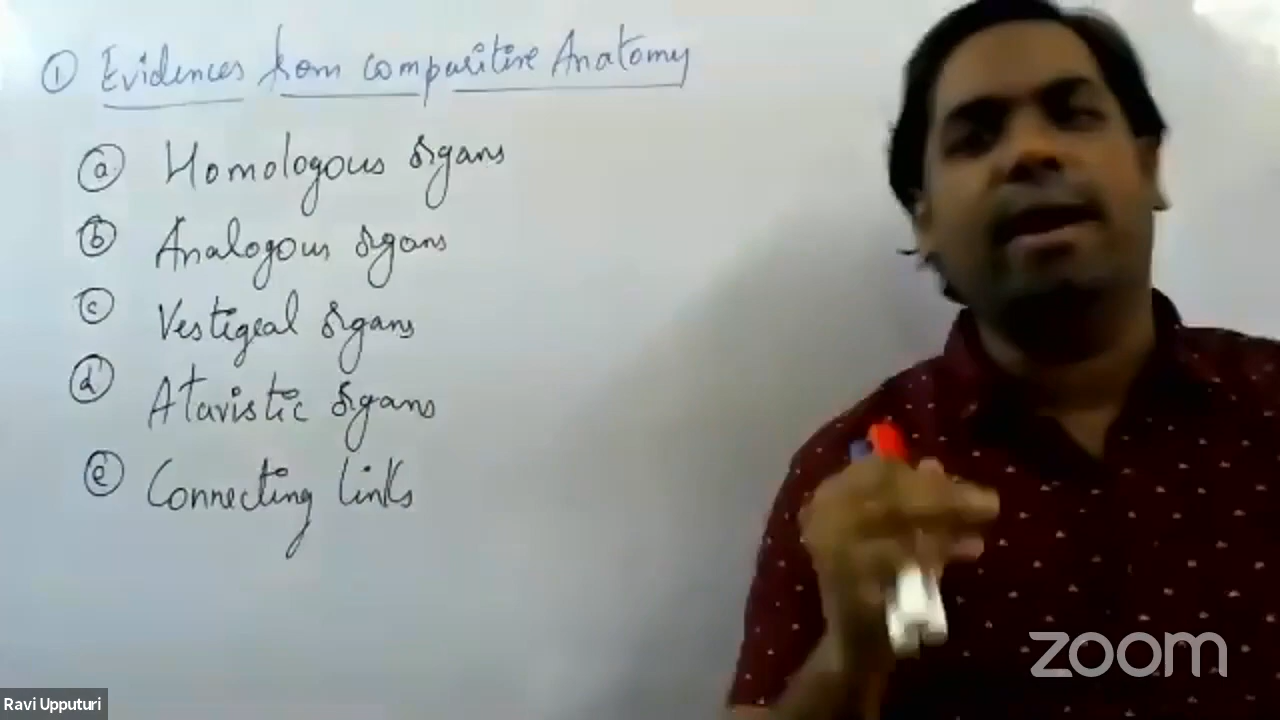 ① Evidences from comparitive Anatomy
ⓐ Homologous organs
ⓑ Analogous organs
ⓒ Vestigeal organs
ⓓ Atavistic organs
ⓔ Connecting links
zoom
Ravi Upputuri